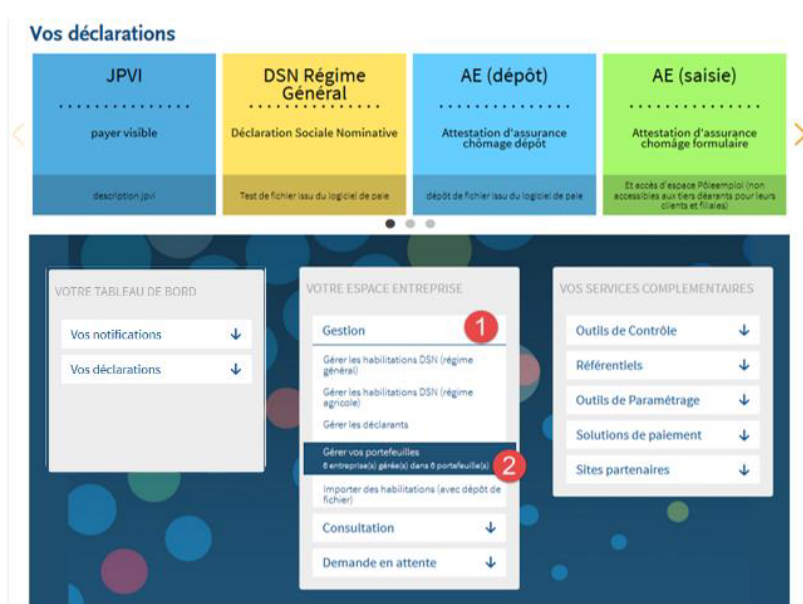 Vos déclarations
JPVI
payer visible
description jpvi
DSN Régime
Général
Déclaration Sociale Nominative
Test de fichier issu du logiciel de paie
AE (dépôt)
Attestation d'assurance
chômage dépôt
dépôt de fichier issu du logiciel de paie
AE (saisie)
Attestation d'assurance
chomâge formulaire
Et accès d'espace Pôleemploi (non
accessibles aux tiers déarants pour leurs
clients et filiales)
VOTRE TABLEAU DE BORD
Vos notifications
Vos déclarations
VOTRE ESPACE ENTREPRISE
Gestion
1
Gérer les habilitations DSN (régime
général)
Gérer les habilitations DSN (régime
agricole)
Gérer les déclarants
Gérer vos portefeuilles
6 entreprise(s) gérée(s) dans 6 portefeuille(s)
2
Importer des habilitations (avec dépôt de
fichier)
Consultation
Demande en attente
VOS SERVICES COMPLEMENTAIRES
Outils de Contrôle
Référentiels
Outils de Paramétrage
Solutions de paiement
Sites partenaires